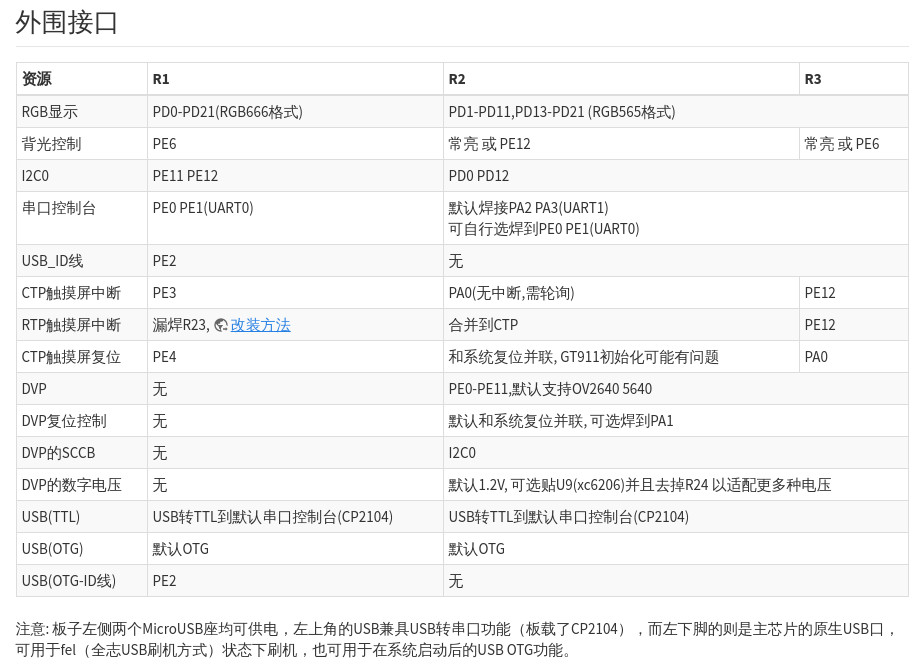 外围接口
资源 R1 R2 R3
RGB显示 PD0-PD21(RGB666格式) PD1-PD11,PD13-PD21 (RGB565格式)
背光控制 PE6 常亮 或 PE12 常亮 或 PE6
I2C0 PE11 PE12 PD0 PD12
串口控制台 PE0 PE1(UART0) 默认焊接PA2 PA3(UART1)
可自行选焊到PE0 PE1(UART0)
USB_ID线 PE2 无
CTP触摸屏中断 PE3 PA0(无中断,需轮询) PE12
RTP触摸屏中断 漏焊R23, 改装方法 合并到CTP PE12
CTP触摸屏复位 PE4 和系统复位并联, GT911初始化可能有问题 PA0
DVP 无 PE0-PE11,默认支持OV2640 5640
DVP复位控制 无 默认和系统复位并联, 可选焊到PA1
DVP的SCCB 无 I2C0
DVP的数字电压 无 默认1.2V, 可选贴U9(xc6206)并且去掉R24 以适配更多种电压
USB(TTL) USB转TTL到默认串口控制台(CP2104) USB转TTL到默认串口控制台(CP2104)
USB(OTG) 默认OTG 默认OTG
USB(OTG-ID线) PE2 无
注意: 板子左侧两个MicroUSB座均可供电，左上角的USB兼具USB转串口功能（板载了CP2104），而左下脚的则是主芯片的原生USB口，
可用于fel（全志USB刷机方式）状态下刷机，也可用于在系统启动后的USB OTG功能。